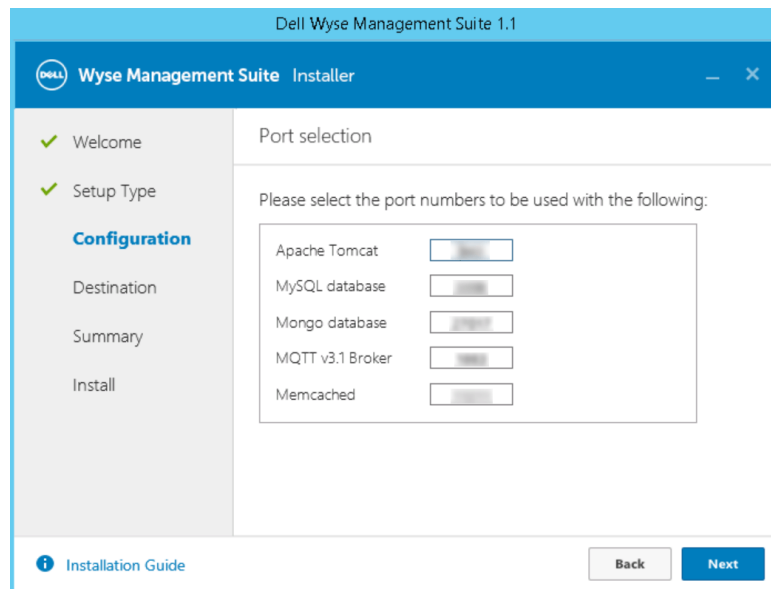 Dell Wyse Management Suite 1.1
DELL Wyse Management Suite Installer
Welcome
Setup Type
Configuration
Destination
Summary
Install
Port selection
Please select the port numbers to be used with the following:
Apache Tomcat
MySQL database
Mongo database
MQTT v3.1 Broker
Memcached
Installation Guide
Back
Next